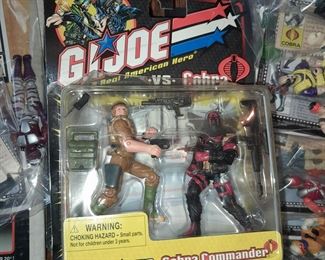 G.I.JOE
Real American Hero
vs. Cobra
COBRA
WARNING:
CHOKING HAZARD - Small parts.
Not for children under 3 years.
Cobra Commander